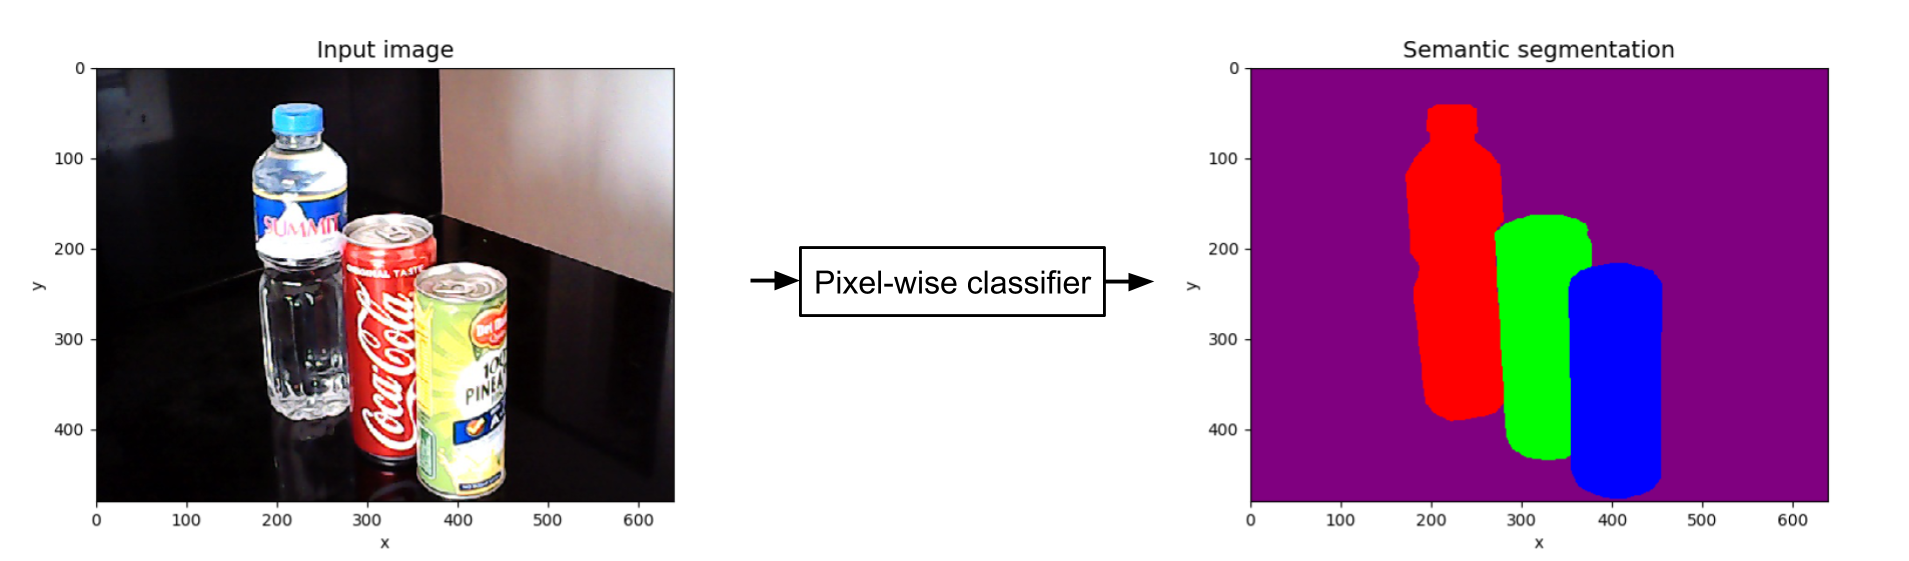 Input image
0
100
200
300
400
y
0
100
200
300
400
500
600
x
SUMMIT
ORIGINAL TASTE
Coca-Cola
Del
100
PINEA
Pixel-wise classifier
Semantic segmentation
0
100
200
300
400
y
0
100
200
300
400
500
600
x